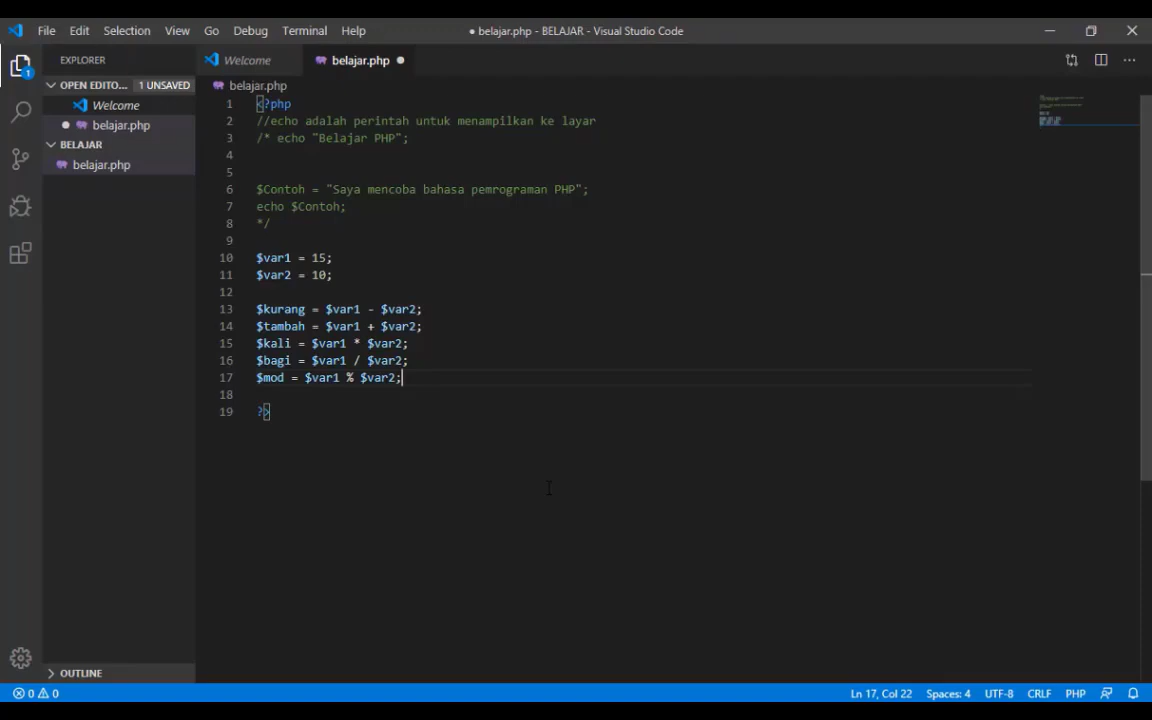 File Edit Selection View Go Debug Terminal Help ● belajar.php - BELAJAR - Visual Studio Code
EXPLORER
OPEN EDITO... 1 UNSAVED
Welcome
belajar.php
BELAJAR
belajar.php
OUTLINE
Welcome belajar.php
belajar.php
1 <?php
2 //echo adalah perintah untuk menampilkan ke layar
3 /* echo "Belajar PHP";
4
5
6 $Contoh = "Saya mencoba bahasa pemrograman PHP";
7 echo $Contoh;
8 */
9
10 $var1 = 15;
11 $var2 = 10;
12
13 $kurang = $var1 - $var2;
14 $tambah = $var1 + $var2;
15 $kali = $var1 * $var2;
16 $bagi = $var1 / $var2;
17 $mod = $var1 % $var2;
18
19 ?>
0 0 Ln 17, Col 22 Spaces: 4 UTF-8 CRLF PHP